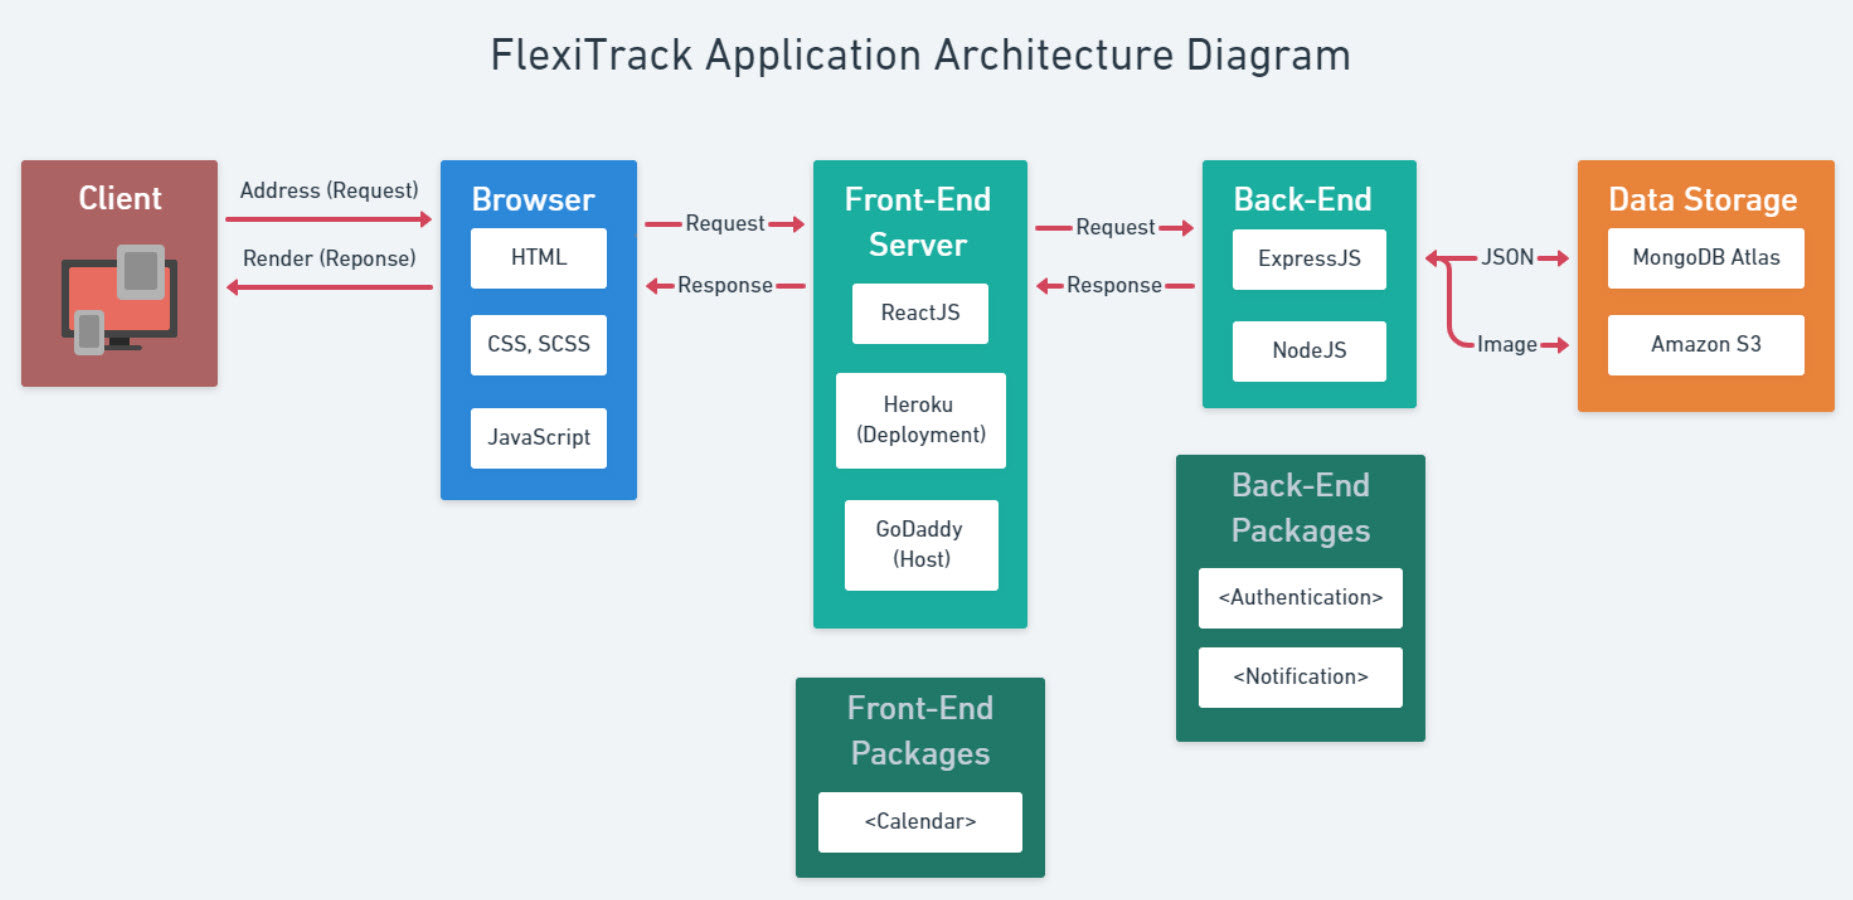 FlexiTrack Application Architecture Diagram
Client
Address (Request)
Render (Reponse)
Browser
HTML
CSS, SCSS
JavaScript
Request
Response
Front-End
Server
ReactJS
Heroku
(Deployment)
GoDaddy
(Host)
Request
Response
Back-End
ExpressJS
NodeJS
JSON
Image
Data Storage
MongoDB Atlas
Amazon S3
Back-End
Packages
<Authentication>
<Notification>
Front-End
Packages
<Calendar>